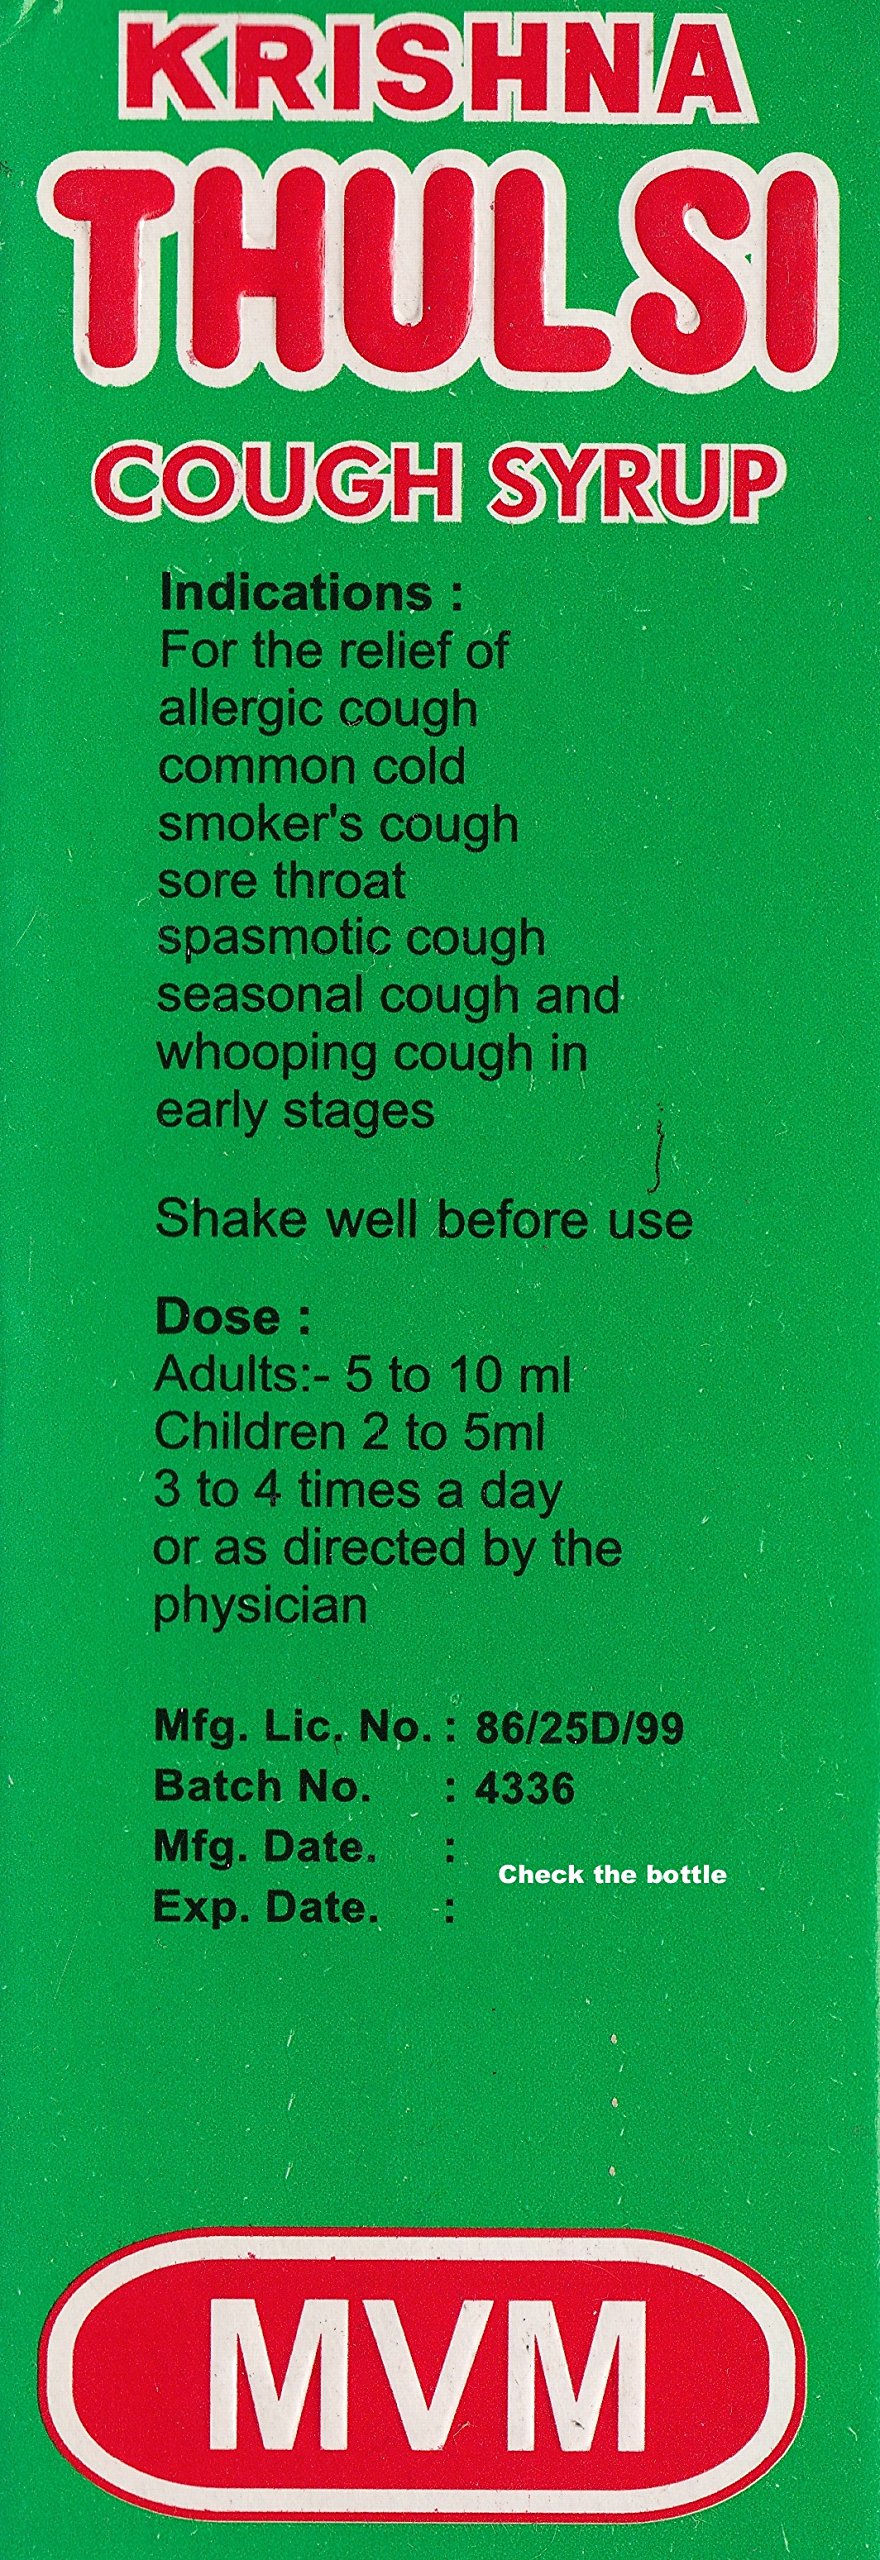 KRISHNA
THULSI
COUGH SYRUP
Indications :
For the relief of
allergic cough
common cold
smoker's cough
sore throat
spasmotic cough
seasonal cough and
whooping cough in
early stages
Shake well before use
Dose :
Adults:- 5 to 10 ml
Children 2 to 5ml
3 to 4 times a day
or as directed by the
physician
Mfg. Lic. No. : 86/25D/99
Batch No. : 4336
Mfg. Date. :
Check the bottle
Exp. Date. :
MVM